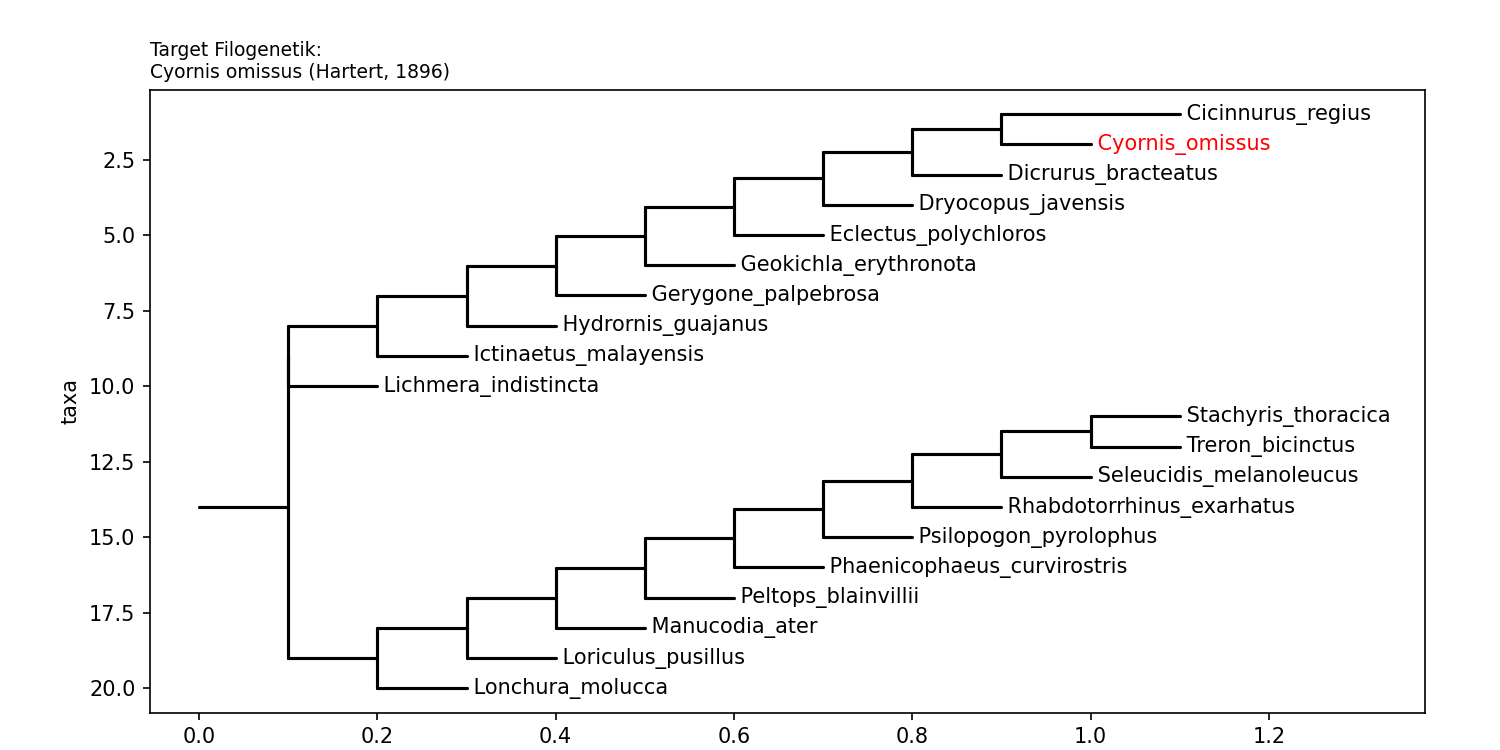 Target Filogenetik:
Cyornis omissus (Hartert, 1896)
Cicinnurus_regius
Cyornis_omissus
2.5
Dicrurus_bracteatus
Dryocopus_javensis
5.0
Eclectus_polychloros
Geokichla_erythronota
Gerygone_palpebrosa
7.5
Hydrornis_guajanus
Ictinaetus_malayensis
10.0
Lichmera_indistincta
taxa
Stachyris_thoracica
Treron_bicinctus
12.5
Seleucidis_melanoleucus
Rhabdotorrhinus_exarhatus
15.0
Psilopogon_pyrolophus
Phaenicophaeus_curvirostris
Peltops_blainvillii
17.5
Manucodia_ater
Loriculus_pusillus
20.0
Lonchura_molucca
0.0 0.2 0.4 0.6 0.8 1.0 1.2